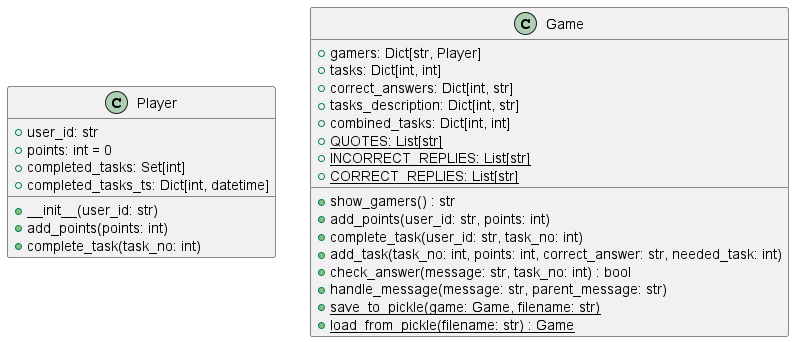 C Player
user_id: str
points: int = 0
completed_tasks: Set[int]
completed_tasks_ts: Dict[int, datetime]
__init__(user_id: str)
add_points(points: int)
complete_task(task_no: int)
C Game
gamers: Dict[str, Player]
tasks: Dict[int, int]
correct_answers: Dict[int, str]
tasks_description: Dict[int, str]
combined_tasks: Dict[int, int]
QUOTES: List[str]
INCORRECT_REPLIES: List[str]
CORRECT_REPLIES: List[str]
show_gamers() : str
add_points(user_id: str, points: int)
complete_task(user_id: str, task_no: int)
add_task(task_no: int, points: int, correct_answer: str, needed_task: int)
check_answer(message: str, task_no: int) : bool
handle_message(message: str, parent_message: str)
save_to_pickle(game: Game, filename: str)
load_from_pickle(filename: str) : Game